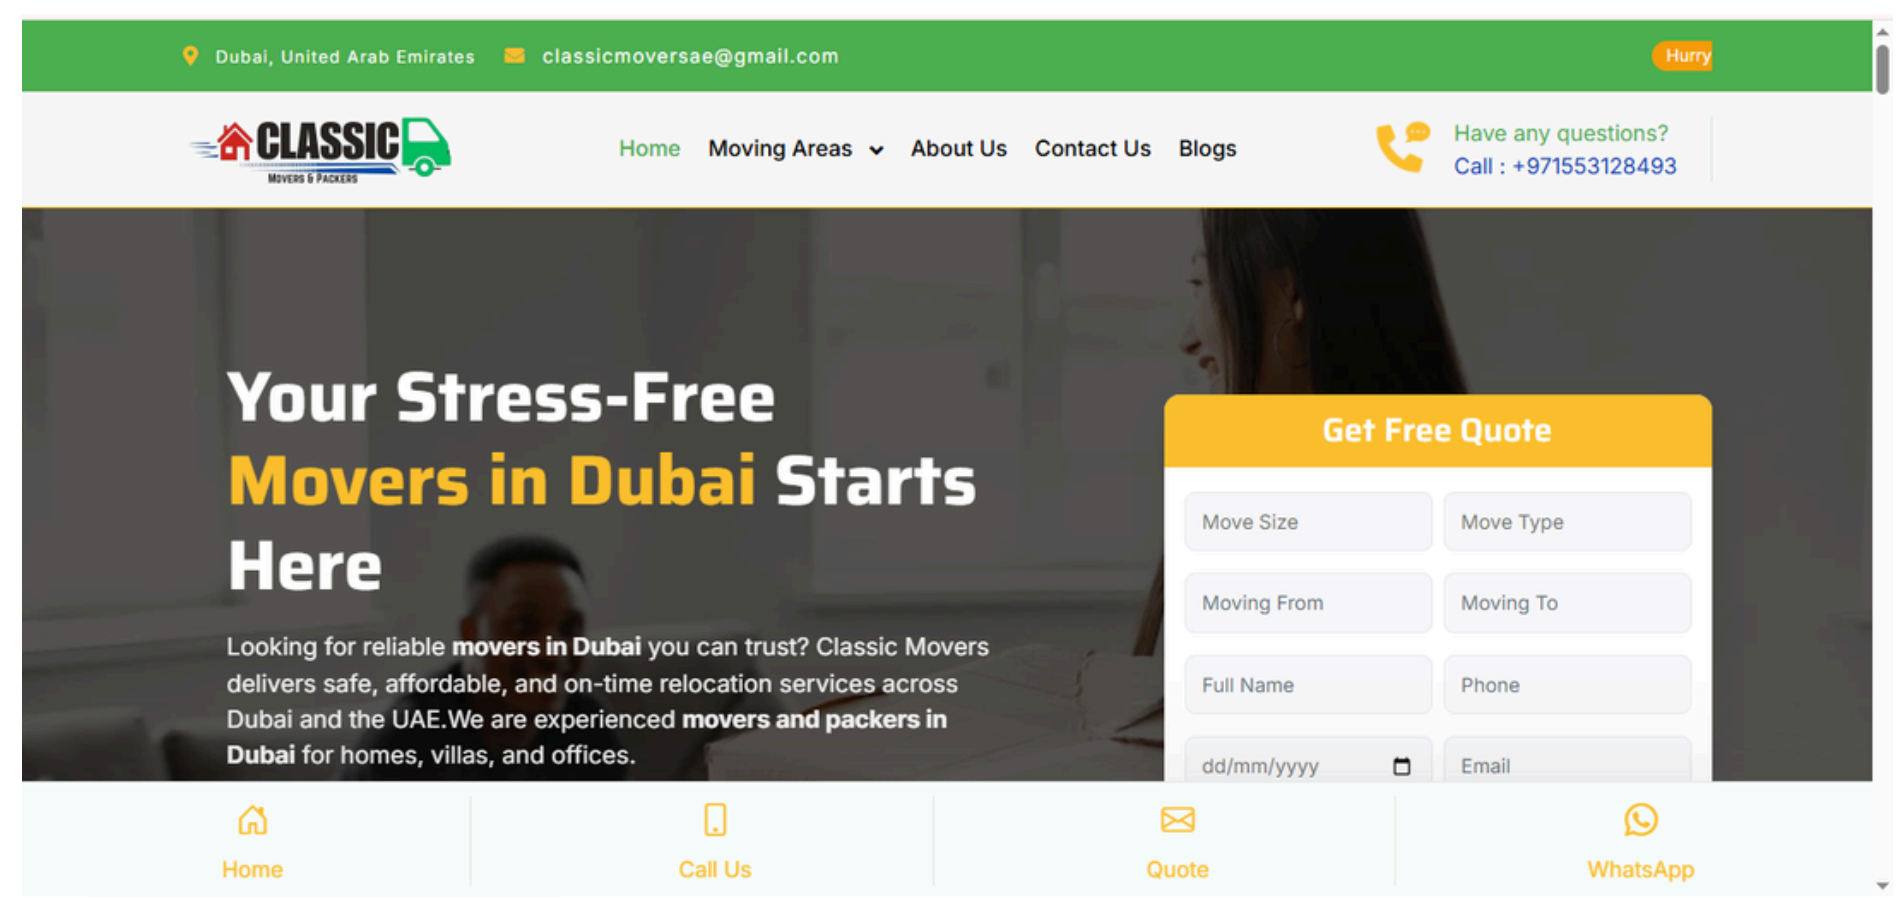 Dubai, United Arab Emirates
classicmoversae@gmail.com
Hurry
CLASSIC
MOVERS & PACKERS
Home
Moving Areas
About Us
Contact Us
Blogs
Have any questions?
Call : +971553128493
Your Stress-Free
Movers in Dubai Starts
Here
Looking for reliable movers in Dubai you can trust? Classic Movers
delivers safe, affordable, and on-time relocation services across
Dubai and the UAE.We are experienced movers and packers in
Dubai for homes, villas, and offices.
Get Free Quote
Move Size
Move Type
Moving From
Moving To
Full Name
Phone
dd/mm/yyyy
Email
Home
Call Us
Quote
WhatsApp